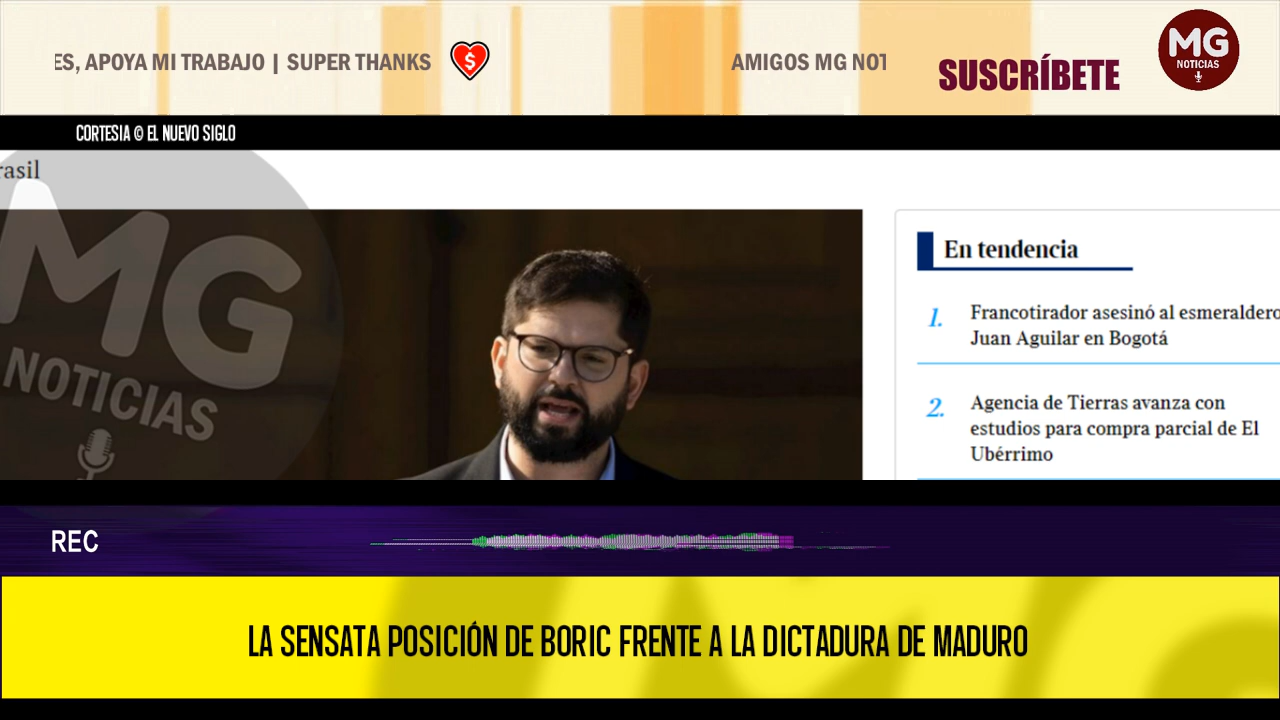 ES, APOYA MI TRABAJO | SUPER THANKS
$
AMIGOS MG NOT
SUSCRÍBETE
MG
NOTICIAS
CORTESIA © EL NUEVO SIGLO
rasil
MG
NOTICIAS
En tendencia
1. Francotirador asesinó al esmeraldero
Juan Aguilar en Bogotá
2. Agencia de Tierras avanza con
estudios para compra parcial de El
Ubérrimo
REC
LA SENSATA POSICIÓN DE BORIC FRENTE A LA DICTADURA DE MADURO